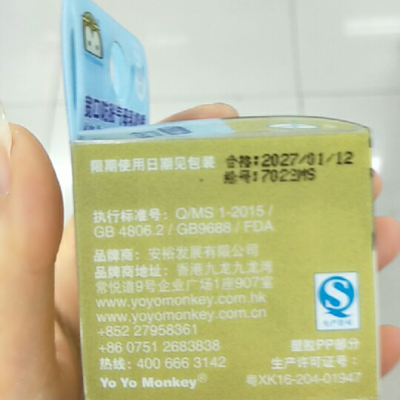 限期使用日期见包装
合格:2027/01/12
执行标准号: Q/MS 1-2015 /
GB 4806.2 / GB9688 / FDA
品牌商: 安裕发展有限公司
品牌商地址: 香港九龙九龙湾
常悦道9号企业广场1座907室
www.yoyomonkey.com.hk
www.yoyomonkey.com.cn
+852 27958361
+86 0751 2683838
热线: 400 666 3142
Yo Yo Monkey®
塑胶PP部分
生产许可证号:
粤XK16-204-01947